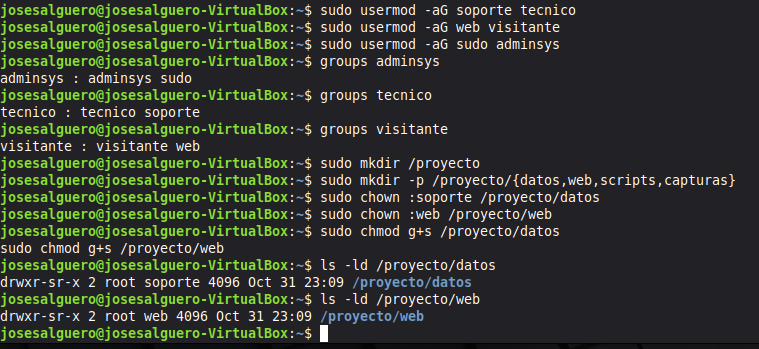 josesalguero@josesalguero-VirtualBox:~$ sudo usermod -aG soporte tecnico
josesalguero@josesalguero-VirtualBox:~$ sudo usermod -aG web visitante
josesalguero@josesalguero-VirtualBox:~$ sudo usermod -aG sudo adminsys
josesalguero@josesalguero-VirtualBox:~$ groups adminsys
adminsys : adminsys sudo
josesalguero@josesalguero-VirtualBox:~$ groups tecnico
tecnico : tecnico soporte
josesalguero@josesalguero-VirtualBox:~$ groups visitante
visitante : visitante web
josesalguero@josesalguero-VirtualBox:~$ sudo mkdir /proyecto
josesalguero@josesalguero-VirtualBox:~$ sudo mkdir -p /proyecto/{datos,web,scripts,capturas}
josesalguero@josesalguero-VirtualBox:~$ sudo chown :soporte /proyecto/datos
josesalguero@josesalguero-VirtualBox:~$ sudo chown :web /proyecto/web
josesalguero@josesalguero-VirtualBox:~$ sudo chmod g+s /proyecto/datos
sudo chmod g+s /proyecto/web
josesalguero@josesalguero-VirtualBox:~$ ls -ld /proyecto/datos
drwxr-sr-x 2 root soporte 4096 Oct 31 23:09 /proyecto/datos
josesalguero@josesalguero-VirtualBox:~$ ls -ld /proyecto/web
drwxr-sr-x 2 root web 4096 Oct 31 23:09 /proyecto/web
josesalguero@josesalguero-VirtualBox:~$